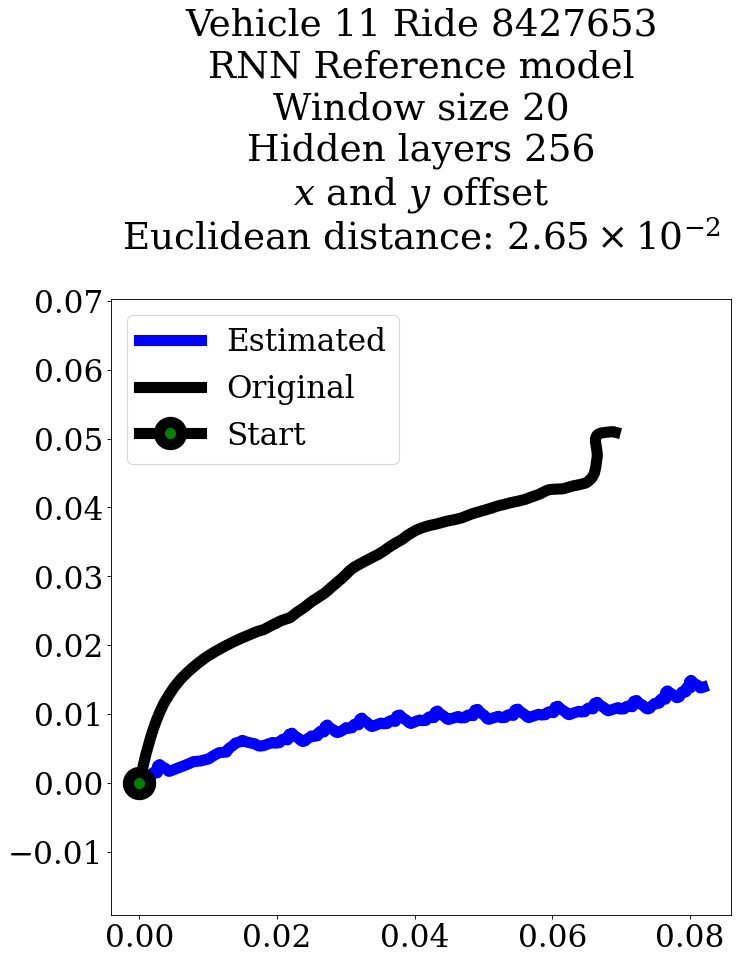 Vehicle 11 Ride 8427653
RNN Reference model
Window size 20
Hidden layers 256
x and y offset
Euclidean distance: 2.65 × 10⁻²
0.07
0.06
0.05
0.04
0.03
0.02
0.01
0.00
−0.01
Estimated
Original
Start
0.00 0.02 0.04 0.06 0.08